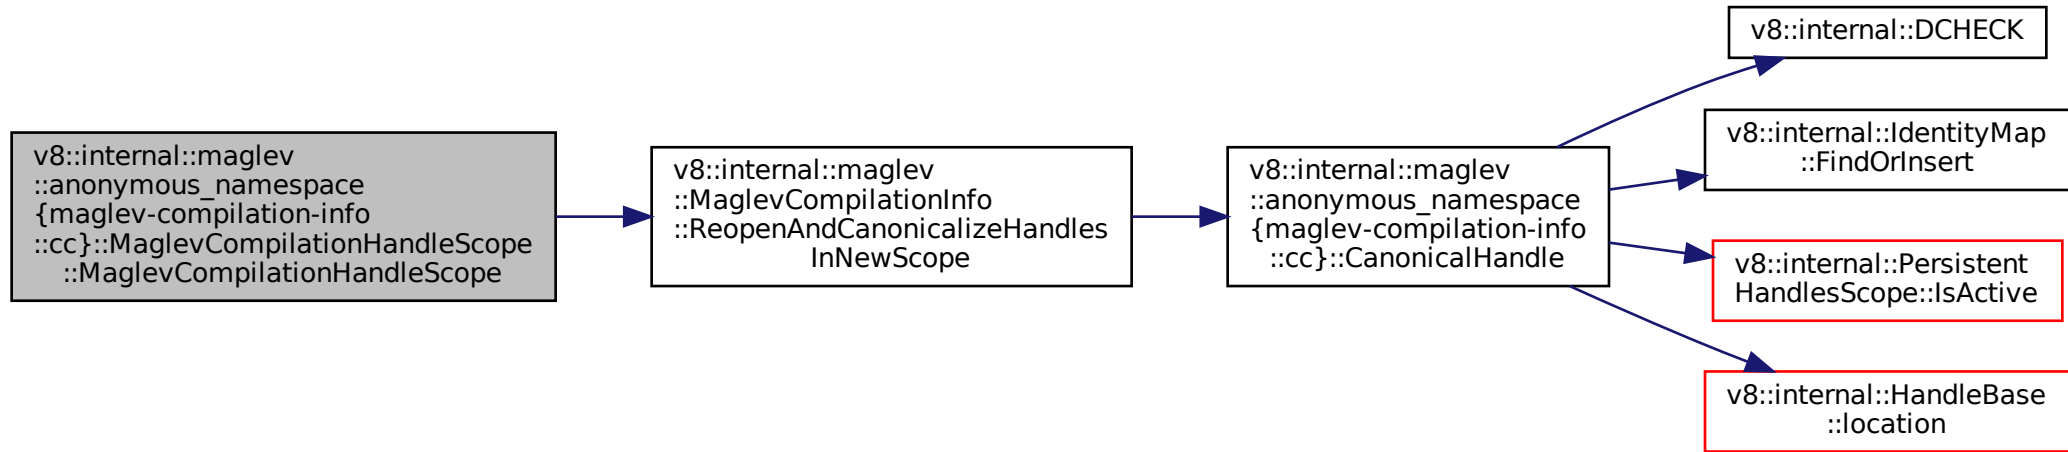 v8::internal::maglev
::anonymous_namespace
{maglev-compilation-info
::cc}::MaglevCompilationHandleScope
::MaglevCompilationHandleScope
v8::internal::maglev
::MaglevCompilationInfo
::ReopenAndCanonicalizeHandles
InNewScope
v8::internal::maglev
::anonymous_namespace
{maglev-compilation-info
::cc}::CanonicalHandle
v8::internal::DCHECK
v8::internal::IdentityMap
::FindOrInsert
v8::internal::Persistent
HandlesScope::IsActive
v8::internal::HandleBase
::location